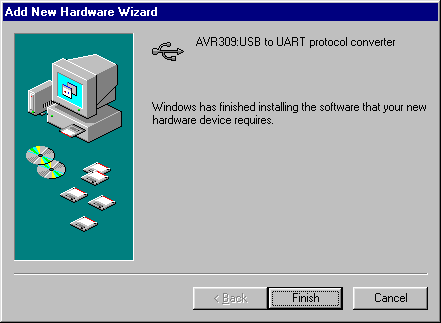 Add New Hardware Wizard
AVR309:USB to UART protocol converter
Windows has finished installing the software that your new
hardware device requires.
< Back
Finish
Cancel